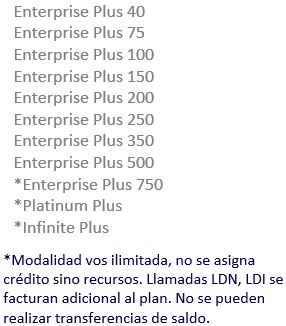 Enterprise Plus 40
Enterprise Plus 75
Enterprise Plus 100
Enterprise Plus 150
Enterprise Plus 200
Enterprise Plus 250
Enterprise Plus 350
Enterprise Plus 500
*Enterprise Plus 750
*Platinum Plus
*Infinite Plus
*Modalidad vos ilimitada, no se asigna
crédito sino recursos. Llamadas LDN, LDI se
facturan adicional al plan. No se pueden
realizar transferencias de saldo.